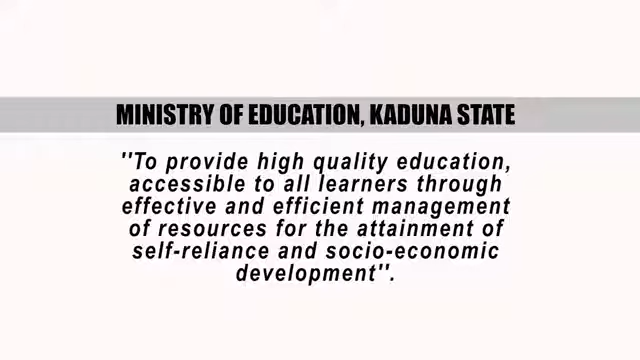 MINISTRY OF EDUCATION, KADUNA STATE
"To provide high quality education,
accessible to all learners through
effective and efficient management
of resources for the attainment of
self-reliance and socio-economic
development".